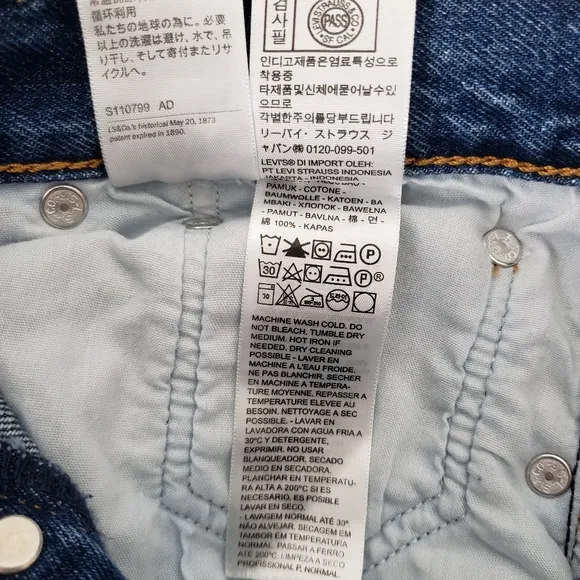 循環利用
私たちの地球の為に。必要
以上の洗濯は避け、水で、吊
り干し、そして寄付またリサ
イクルへ。
S110799 AD
LS&Co.'s historical May 20, 1873
patent expired in 1890.
검사필
LEVI STRAUSS & CO
PASS
SF CAL
인디고제품은염료특성으로
착용중
타제품및신체에묻어날수있
으므로
각별한주의를당부드립니다
リーバイ・ストラウス ジ
ャパン㈱ 0120-099-501
LEVI'S® DI IMPORT OLEH:
PT LEVI STRAUSS INDONESIA
JAKARTA - INDONESIA
PAMUK - COTONE -
BAUMWOLLE - KATOEN - BA
MBAKI - ХЛОПОК - BAWEŁNA
- PAMUT - BAVLNA - 棉 - 면 -
綿 100% - KAPAS
P
30 P®
30
MACHINE WASH COLD. DO
NOT BLEACH. TUMBLE DRY
MEDIUM. HOT IRON IF
NEEDED. DRY CLEANING
POSSIBLE - LAVER EN
MACHINE A L'EAU FROIDE.
NE PAS BLANCHIR. SECHER
EN MACHINE A TEMPERA-
TURE MOYENNE. REPASSER A
TEMPERATURE ELEVEE AU
BESOIN. NETTOYAGE A SEC
POSSIBLE. - LAVAR EN
LAVADORA CON AGUA FRIA A
30°C Y DETERGENTE,
EXPRIMIR. NO USAR
BLANQUEADOR. SECADO
MEDIO EN SECADORA.
PLANCHAR EN TEMPERATU-
RA ALTA A 200°C SI ES
NECESARIO. ES POSIBLE
LAVAR EN SECO.
- LAVAGEM NORMAL ATÉ 30°.
NÃO ALVEJAR. SECAGEM EM
TAMBOR EM TEMPERATURA
NORMAL. PASSAR A FERRO
ATÉ 200°C. LIMPEZA A SECO
PROFISSIONAL
NORMAL.